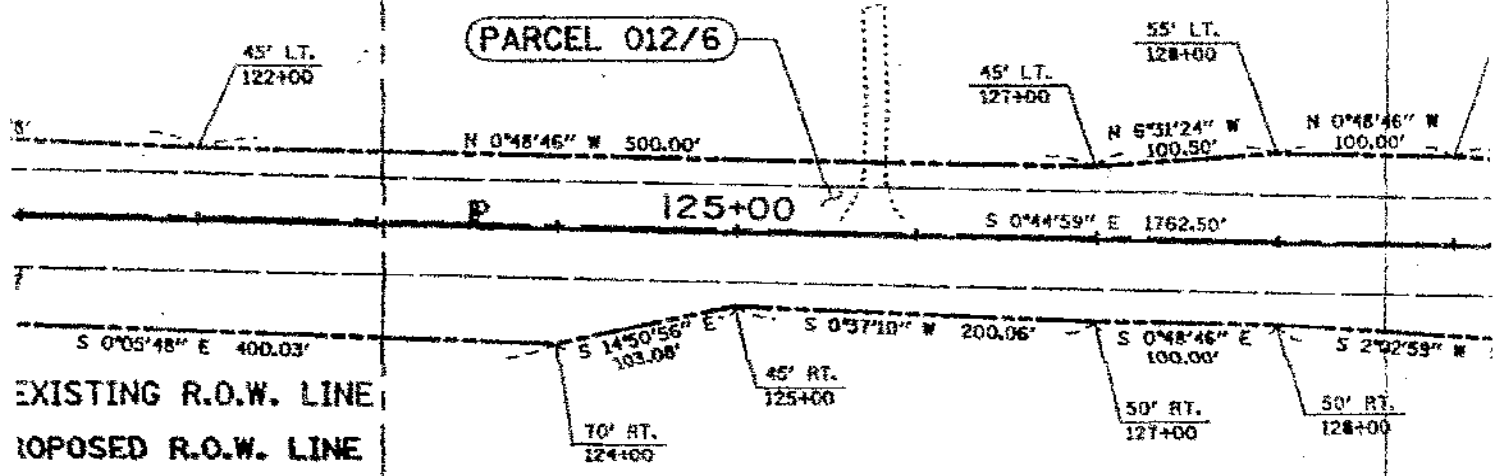 45' LT.
122+00
PARCEL 012/6
45' LT.
127+00
55' LT.
128+00
8'
N 0°48'46" W 500.00'
N 6°31'24" W
100.50'
N 0°48'46" W
100.00'
P
125+00
S 0°44'59" E 1762.50'
S 0°05'48" E 400.03'
S 14°50'56" E
103.08'
S 0°37'10" W 200.06'
S 0°48'46" E
100.00'
S 2°02'59" W
EXISTING R.O.W. LINE
ROPOSED R.O.W. LINE
70' RT.
124+00
45' RT.
125+00
50' RT.
127+00
50' RT.
128+00